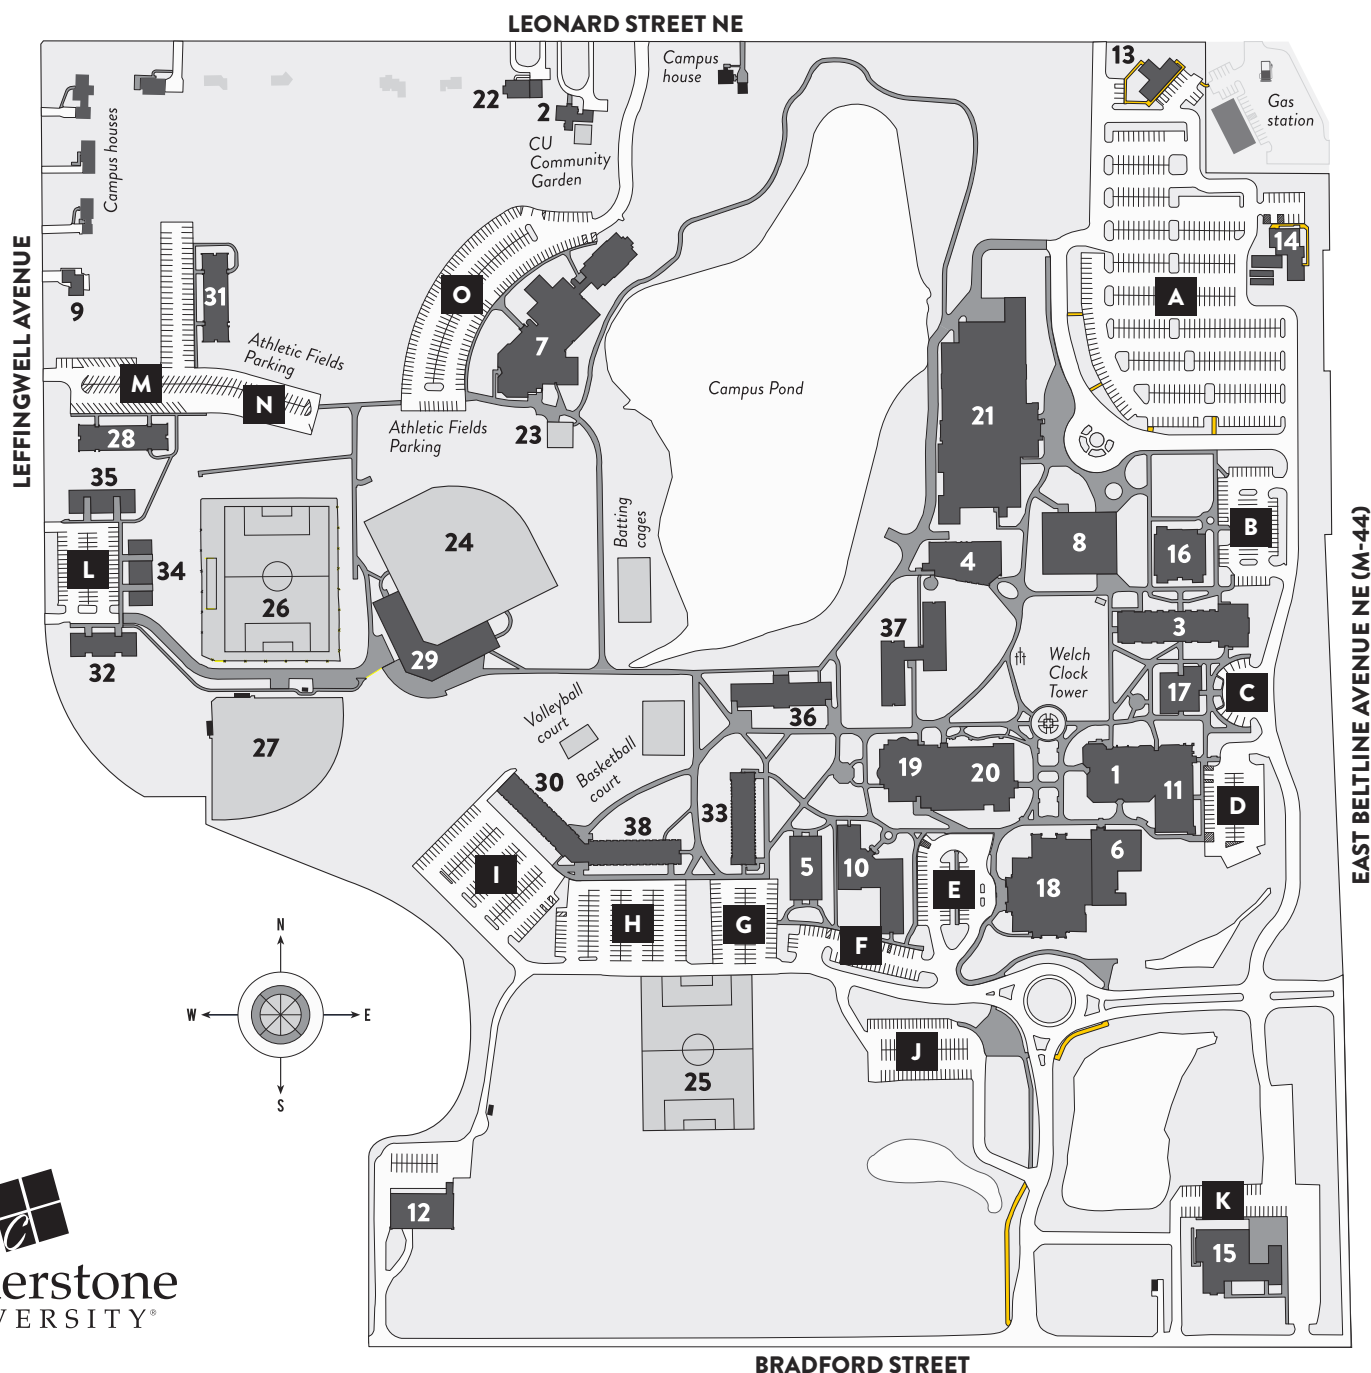 LEONARD STREET NE
Campus
house
13
22
2
CU
Community
Garden
Gas
station
Campus houses
14
LEFFINGWELL AVENUE
9
31
O
A
7
Athletic Fields
Parking
M
N
Campus Pond
21
28
Athletic Fields
Parking
23
35
Batting
cages
B
24
8
16
4
L
34
26
EAST BELTLINE AVENUE NE (M-44)
37
3
32
29
Welch
Clock
Tower
17
C
36
Volleyball
court
27
Basketball
court
19
20
1
11
30
33
38
D
I
5
10
E
18
6
H
G
F
N
W
E
S
J
25
12
K
15
C
erstone
VERSITY®
BRADFORD STREET